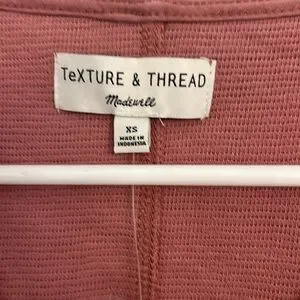 TeXTURE & THREAD
Madewell
XS
MADE IN
INDONESIA